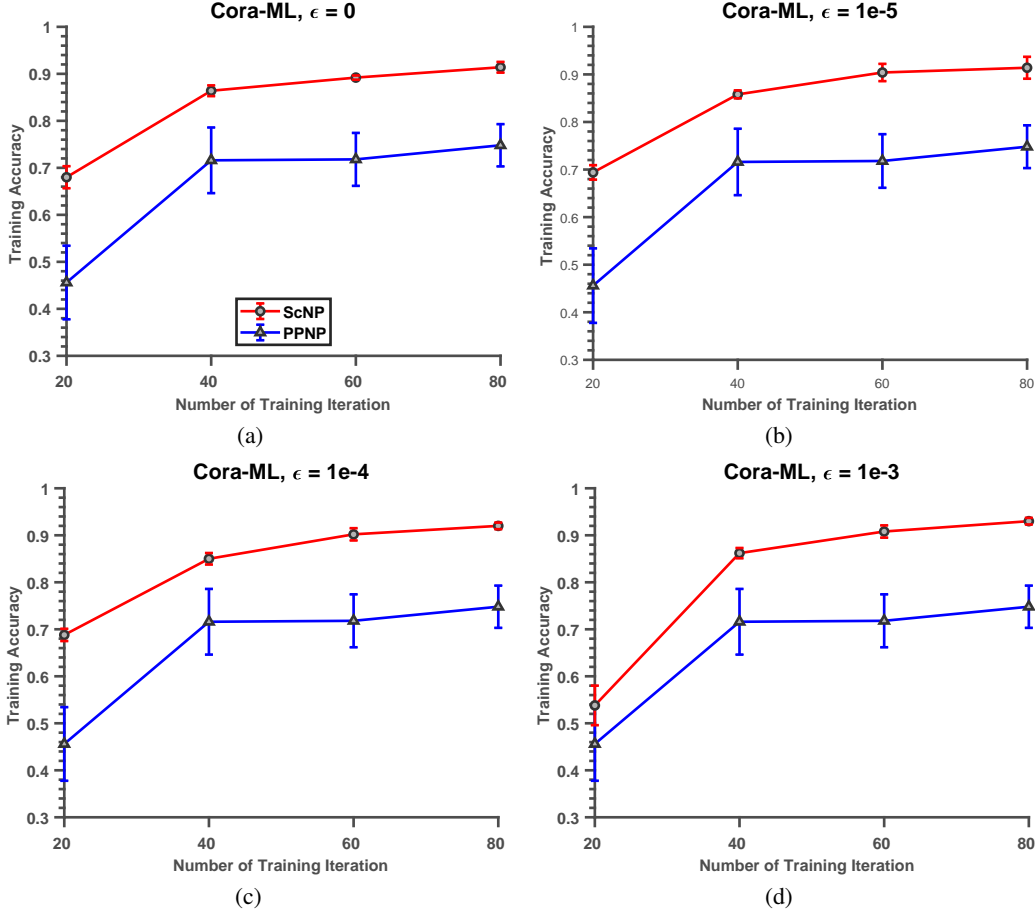 Cora-ML, ϵ = 0
1
0.9
0.8
0.7
0.6
0.5
0.4
0.3
Training Accuracy
ScNP
PPNP
20 40 60 80
Number of Training Iteration
(a)
Cora-ML, ϵ = 1e-5
1
0.9
0.8
0.7
0.6
0.5
0.4
0.3
Training Accuracy
20 40 60 80
Number of Training Iteration
(b)
Cora-ML, ϵ = 1e-4
1
0.9
0.8
0.7
0.6
0.5
0.4
0.3
Training Accuracy
20 40 60 80
Number of Training Iteration
(c)
Cora-ML, ϵ = 1e-3
1
0.9
0.8
0.7
0.6
0.5
0.4
0.3
Training Accuracy
20 40 60 80
Number of Training Iteration
(d)